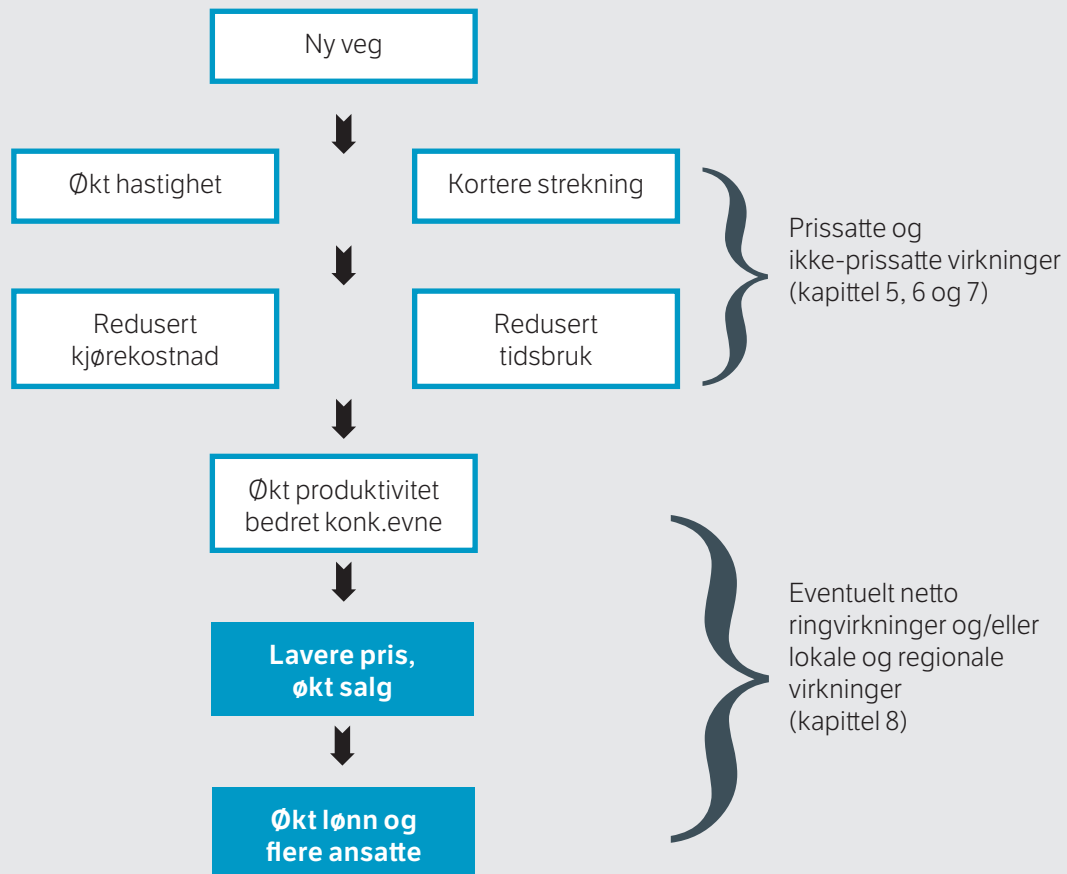 Ny veg
Økt hastighet
Kortere strekning
Prissatte og
ikke-prissatte virkninger
(kapittel 5, 6 og 7)
Redusert
kjørekostnad
Redusert
tidsbruk
Økt produktivitet
bedret konk.evne
Lavere pris,
økt salg
Eventuelt netto
ringvirkninger og/eller
lokale og regionale
virkninger
(kapittel 8)
Økt lønn og
flere ansatte